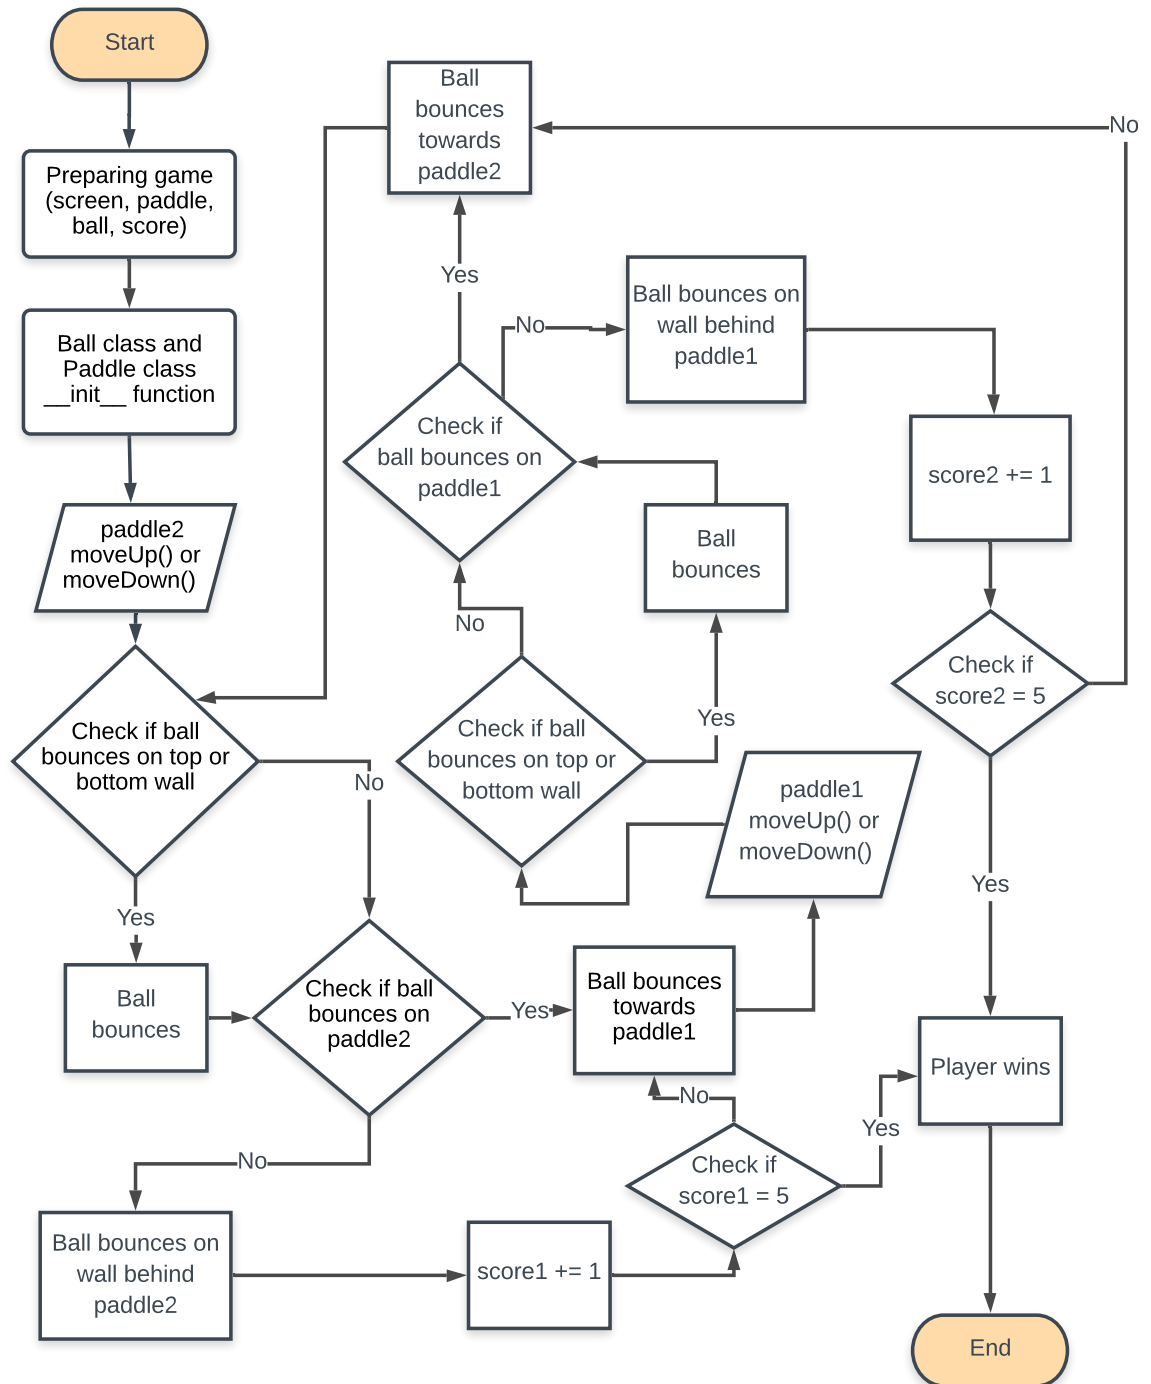 Start
Preparing game
(screen, paddle,
ball, score)
Ball class and
Paddle class
__init__ function
paddle2
moveUp() or
moveDown()
Check if ball
bounces on top or
bottom wall
No
Yes
Ball
bounces
Check if ball
bounces on
paddle2
Yes
No
Ball bounces on
wall behind
paddle2
score1 += 1
Check if
score1 = 5
No
Yes
Ball bounces
towards
paddle1
paddle1
moveUp() or
moveDown()
Check if ball
bounces on top or
bottom wall
No
Yes
Ball
bounces
Check if
ball bounces on
paddle1
Yes
No
Ball
bounces
towards
paddle2
Ball bounces on
wall behind
paddle1
score2 += 1
Check if
score2 = 5
No
Yes
Player wins
End